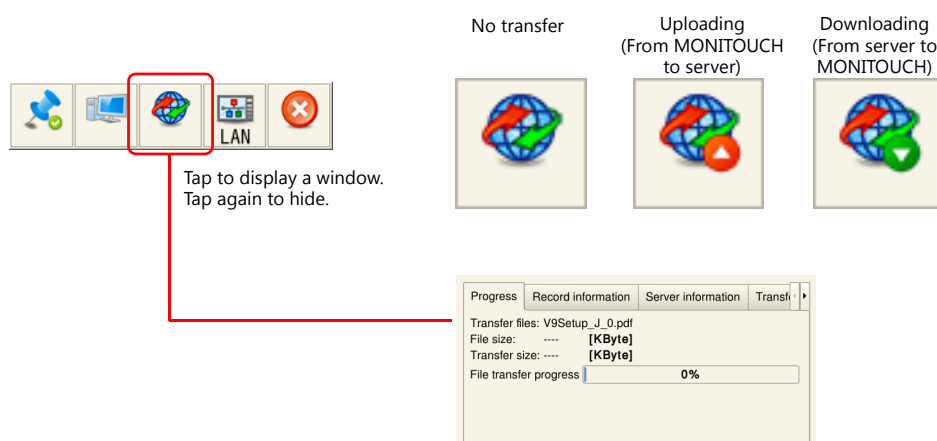 No transfer
Uploading
(From MONITOUCH
to server)
Downloading
(From server to
MONITOUCH)
LAN
Tap to display a window.
Tap again to hide.
Progress Record information Server information Transf
Transfer files: V9Setup_J_0.pdf
File size: ---- [KByte]
Transfer size: ---- [KByte]
File transfer progress 0%